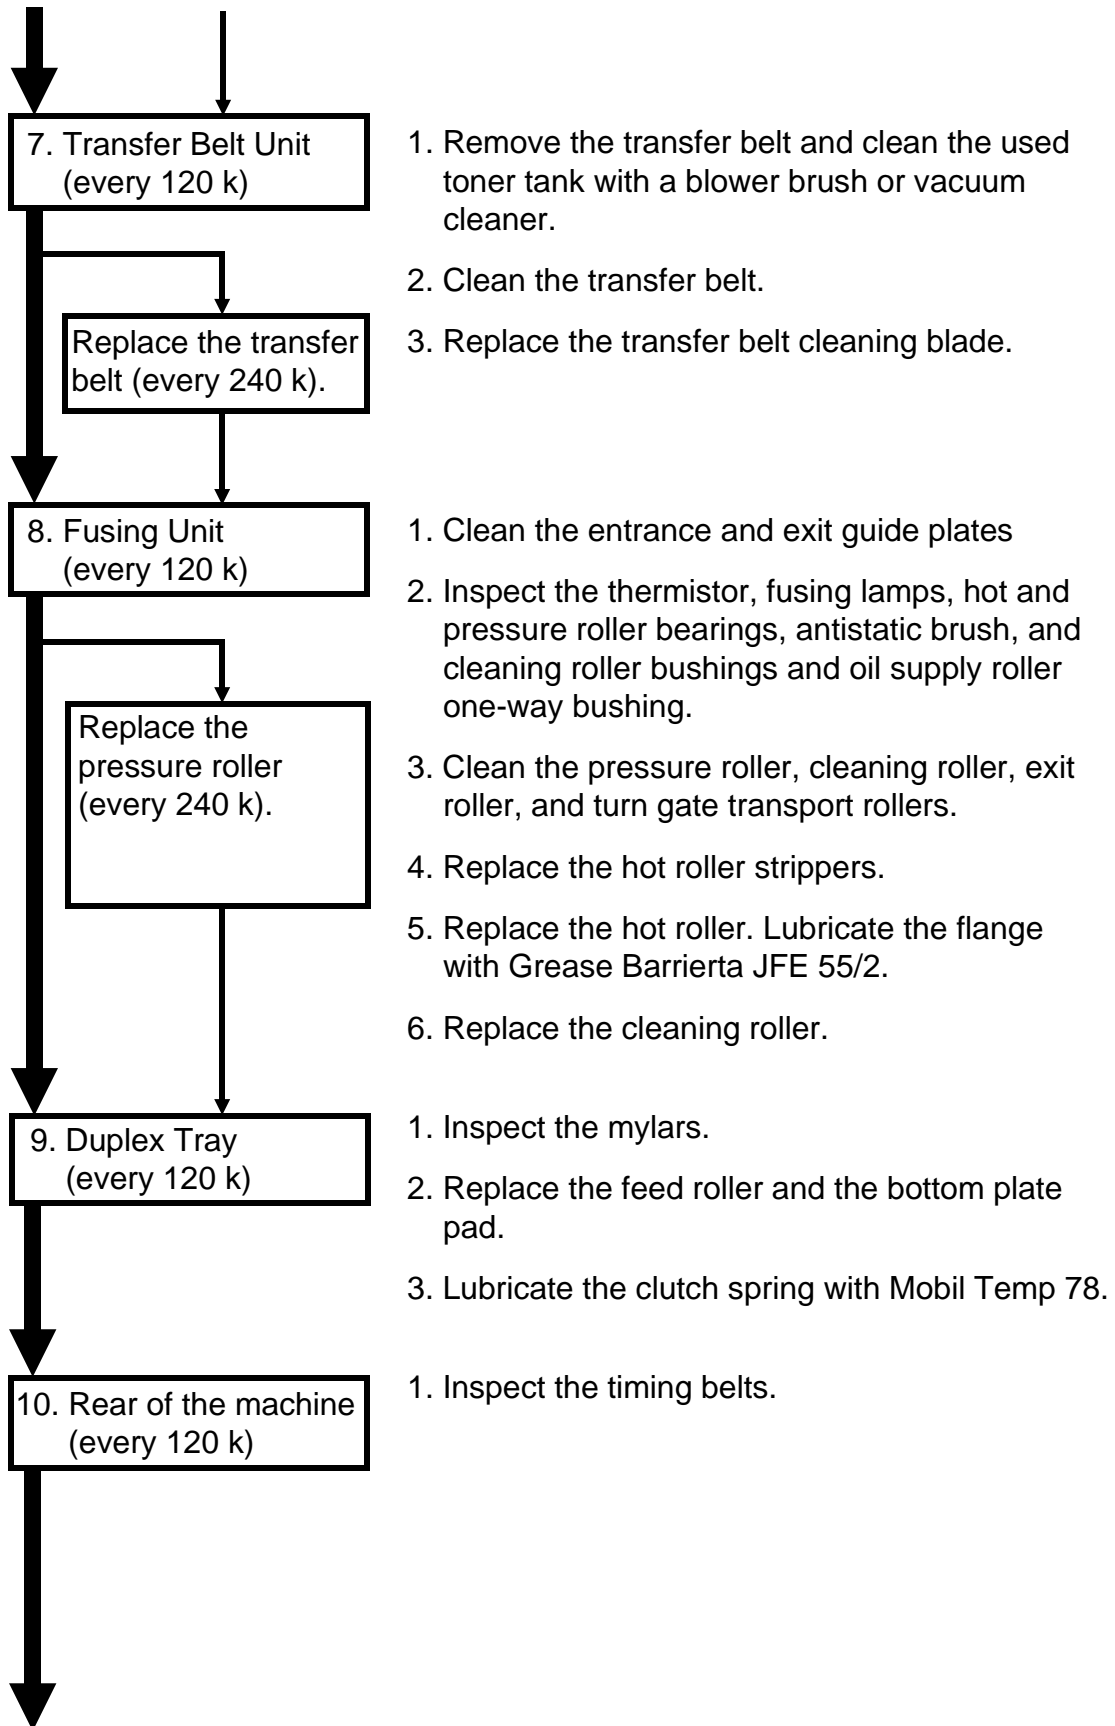 7. Transfer Belt Unit
(every 120 k)
1. Remove the transfer belt and clean the used
toner tank with a blower brush or vacuum
cleaner.
2. Clean the transfer belt.
Replace the transfer
belt (every 240 k).
3. Replace the transfer belt cleaning blade.
8. Fusing Unit
(every 120 k)
1. Clean the entrance and exit guide plates
2. Inspect the thermistor, fusing lamps, hot and
pressure roller bearings, antistatic brush, and
cleaning roller bushings and oil supply roller
one-way bushing.
Replace the
pressure roller
(every 240 k).
3. Clean the pressure roller, cleaning roller, exit
roller, and turn gate transport rollers.
4. Replace the hot roller strippers.
5. Replace the hot roller. Lubricate the flange
with Grease Barrierta JFE 55/2.
6. Replace the cleaning roller.
9. Duplex Tray
(every 120 k)
1. Inspect the mylars.
2. Replace the feed roller and the bottom plate
pad.
3. Lubricate the clutch spring with Mobil Temp 78.
10. Rear of the machine
(every 120 k)
1. Inspect the timing belts.